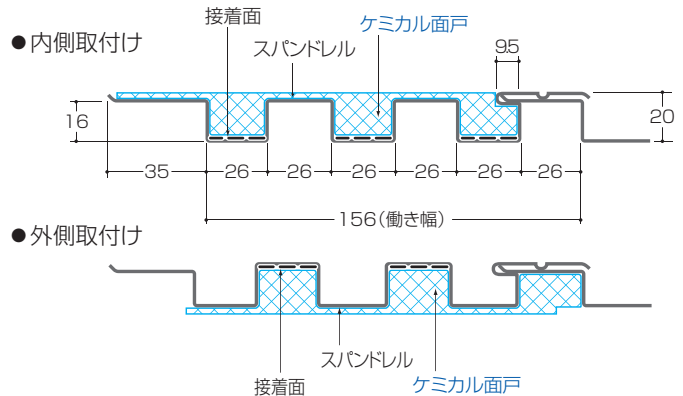 接着面
ケミカル面戸
●内側取付け
スパンドレル
9.5
16
20
35
26
26
26
26
26
26
156(働き幅)
●外側取付け
スパンドレル
接着面
ケミカル面戸